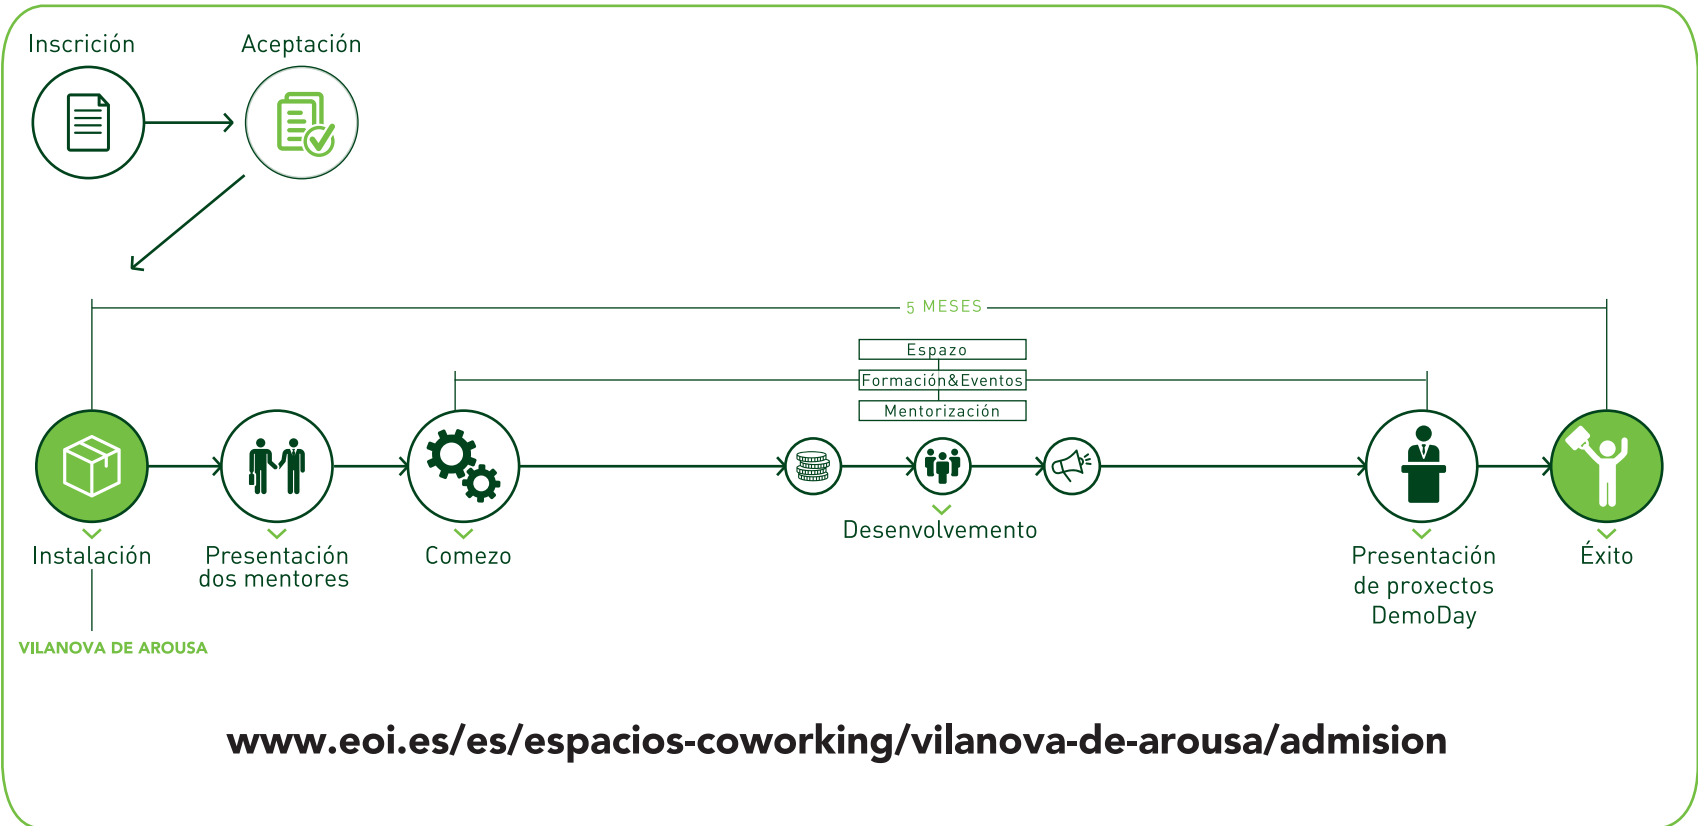 Inscrición
Aceptación
5 MESES
Espazo
Formación&Eventos
Mentorización
Instalación
Presentación
dos mentores
Comezo
Desenvolvemento
Presentación
de proxectos
DemoDay
Éxito
VILANOVA DE AROUSA
www.eoi.es/es/espacios-coworking/vilanova-de-arousa/admision